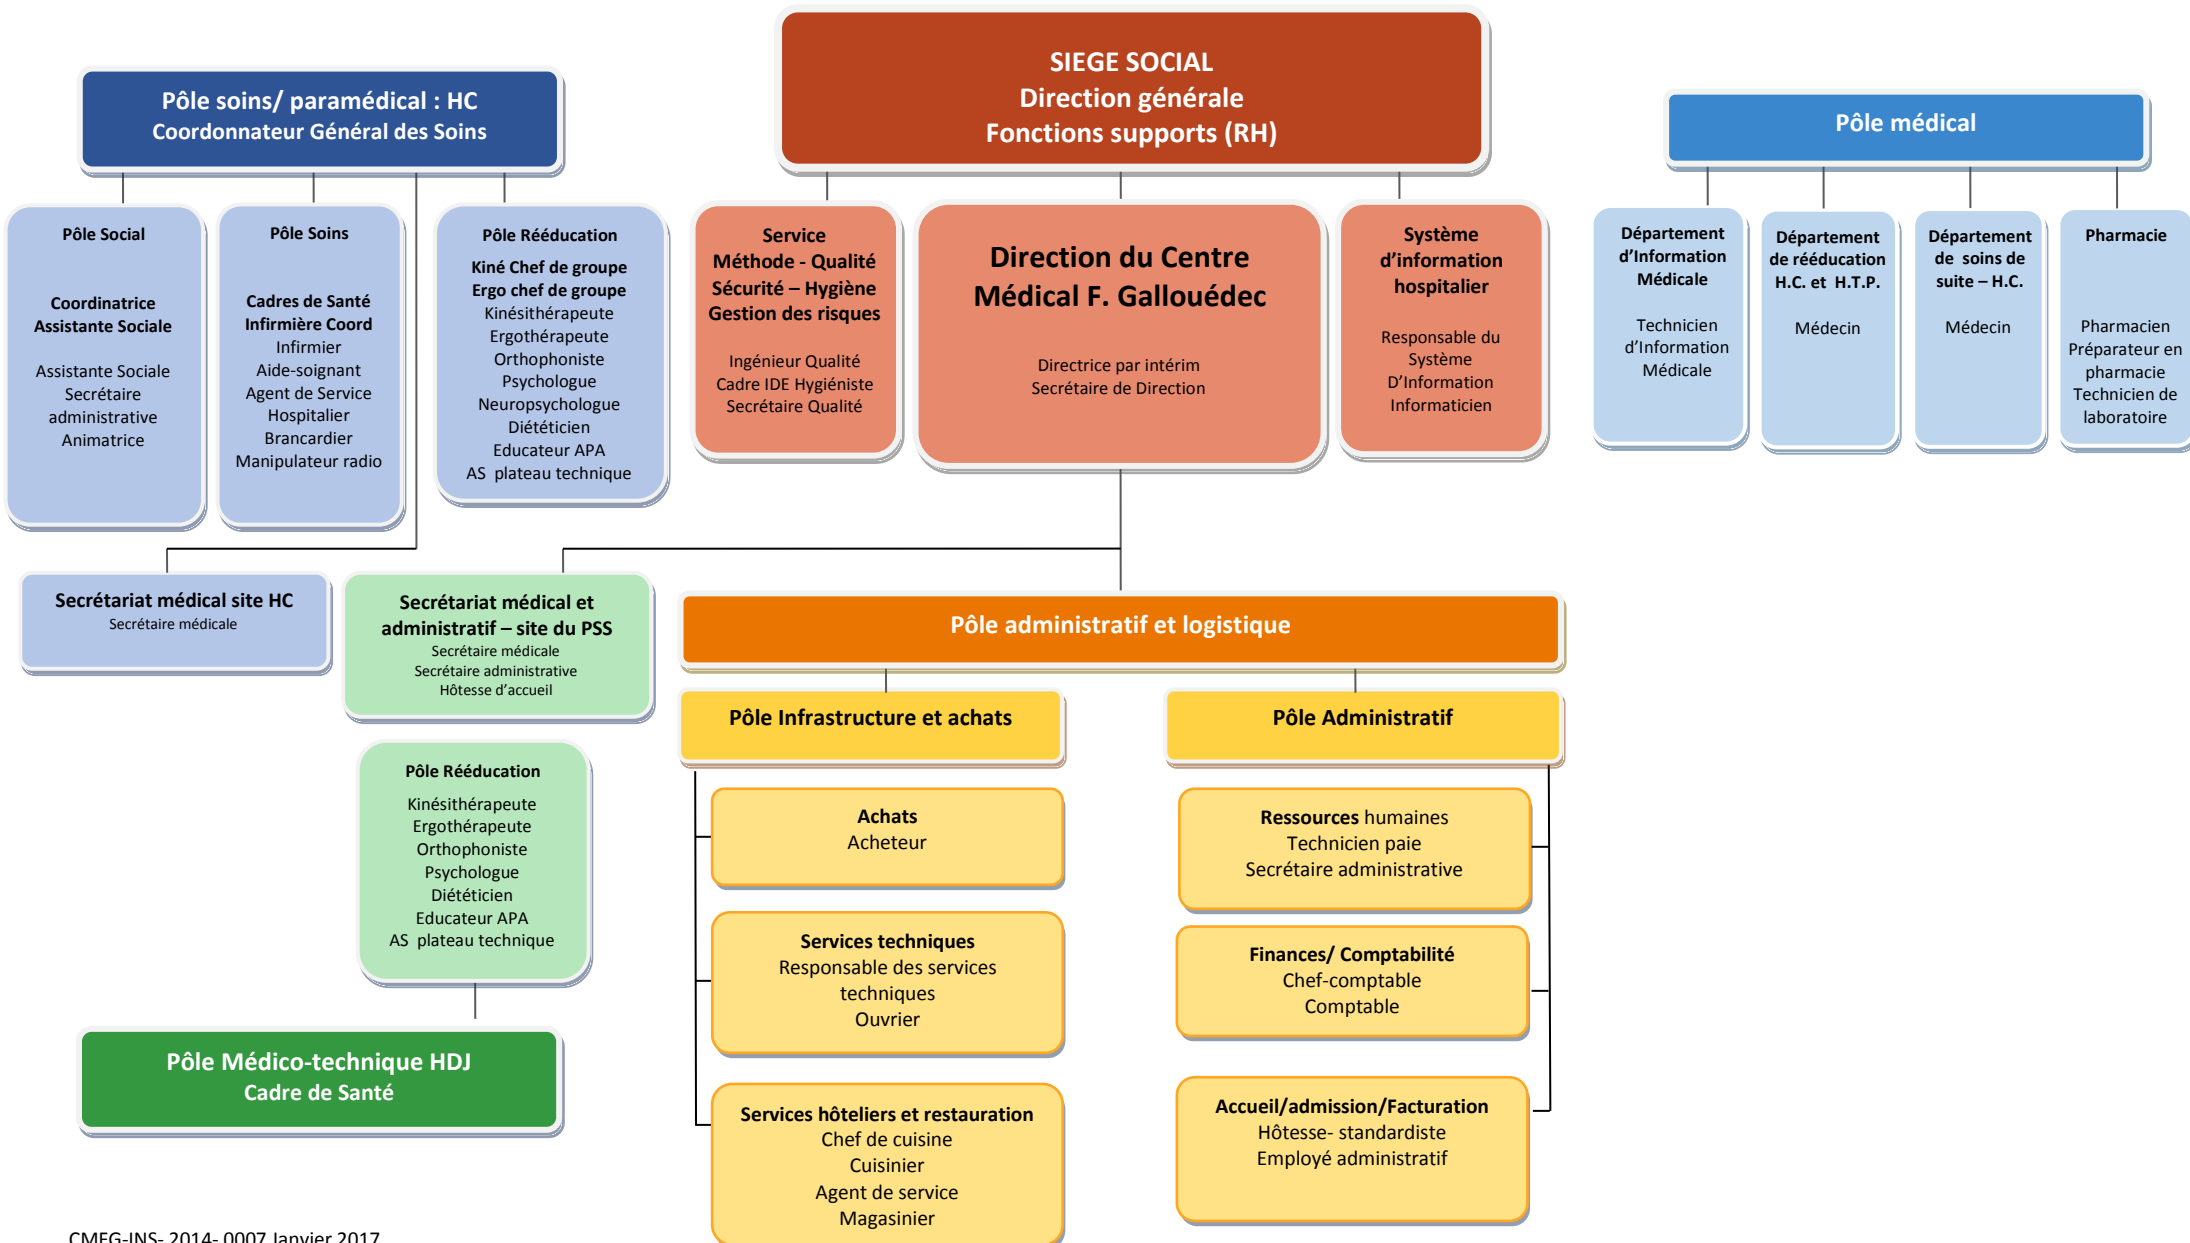 SIEGE SOCIAL
Direction générale
Fonctions supports (RH)
Pôle soins/ paramédical : HC
Coordonnateur Général des Soins
Pôle médical
Pôle Social
Coordinatrice
Assistante Sociale
Assistante Sociale
Secrétaire
administrative
Animatrice
Pôle Soins
Cadres de Santé
Infirmière Coord
Infirmier
Aide-soignant
Agent de Service
Hospitalier
Brancardier
Manipulateur radio
Pôle Rééducation
Kiné Chef de groupe
Ergo chef de groupe
Kinésithérapeute
Ergothérapeute
Orthophoniste
Psychologue
Neuropsychologue
Diététicien
Educateur APA
AS  plateau technique
Service
Méthode - Qualité
Sécurité – Hygiène
Gestion des risques
Ingénieur Qualité
Cadre IDE Hygiéniste
Secrétaire Qualité
Direction du Centre
Médical F. Gallouédec
Directrice par intérim
Secrétaire de Direction
Système
d’information
hospitalier
Responsable du
Système
D’Information
Informaticien
Département
d’Information
Médicale
Technicien
d’Information
Médicale
Département
de rééducation
H.C. et  H.T.P.
Médecin
Département
de  soins de
suite – H.C.
Médecin
Pharmacie
Pharmacien
Préparateur en
pharmacie
Technicien de
laboratoire
Secrétariat médical site HC
Secrétaire médicale
Secrétariat médical et
administratif – site du PSS
Secrétaire médicale
Secrétaire administrative
Hôtesse d’accueil
Pôle administratif et logistique
Pôle Infrastructure et achats
Pôle Administratif
Pôle Rééducation
Kinésithérapeute
Ergothérapeute
Orthophoniste
Psychologue
Diététicien
Educateur APA
AS  plateau technique
Achats
Acheteur
Ressources humaines
Technicien paie
Secrétaire administrative
Services techniques
Responsable des services
techniques
Ouvrier
Finances/ Comptabilité
Chef-comptable
Comptable
Pôle Médico-technique HDJ
Cadre de Santé
Services hôteliers et restauration
Chef de cuisine
Cuisinier
Agent de service
Magasinier
Accueil/admission/Facturation
Hôtesse- standardiste
Employé administratif
CMFG-INS- 2014- 0007 Janvier 2017